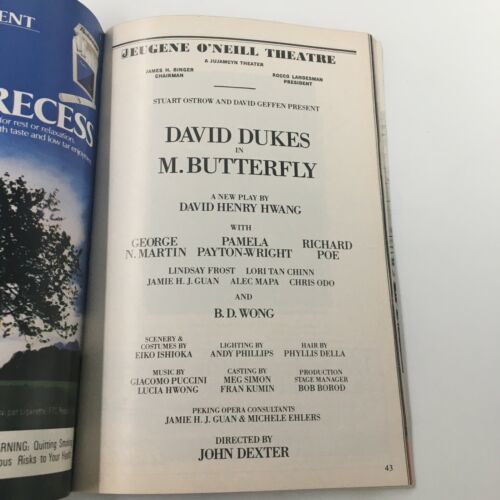 ENT
RECESS
for rest or relaxation.
th taste and low tar enjoyment
RNING: Quitting Smoking
ous Risks to Your Health
EUGENE O'NEILL THEATRE
A JUJAMCYN THEATER
JAMES H. BINGER
CHAIRMAN
ROCCO LANDESMAN
PRESIDENT
STUART OSTROW AND DAVID GEFFEN PRESENT
DAVID DUKES
IN
M. BUTTERFLY
A NEW PLAY BY
DAVID HENRY HWANG
WITH
GEORGE
N. MARTIN
PAMELA
PAYTON-WRIGHT
RICHARD
POE
LINDSAY FROST LORI TAN CHINN
JAMIE H. J. GUAN ALEC MAPA CHRIS ODO
AND
B.D. WONG
SCENERY &
COSTUMES BY
EIKO ISHIOKA
LIGHTING BY
ANDY PHILLIPS
HAIR BY
PHYLLIS DELLA
MUSIC BY
GIACOMO PUCCINI
LUCIA HWONG
CASTING BY
MEG SIMON
FRAN KUMIN
PRODUCTION
STAGE MANAGER
BOB BOROD
PEKING OPERA CONSULTANTS
JAMIE H. J. GUAN & MICHELE EHLERS
DIRECTED BY
JOHN DEXTER
43